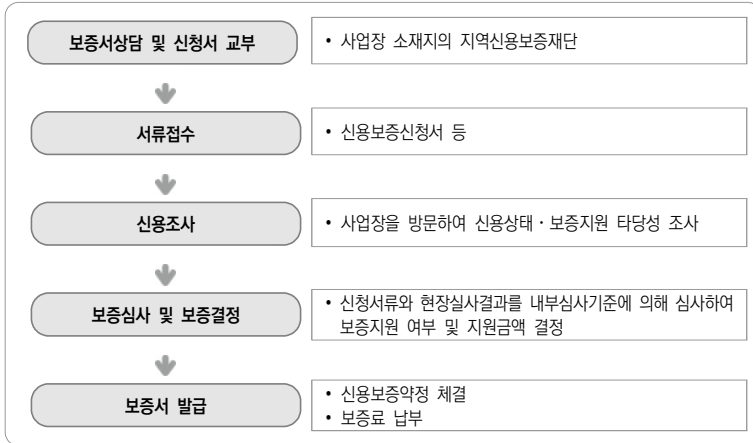 보증서상담 및 신청서 교부
• 사업장 소재지의 지역신용보증재단
서류접수
• 신용보증신청서 등
신용조사
• 사업장을 방문하여 신용상태 · 보증지원 타당성 조사
보증심사 및 보증결정
• 신청서류와 현장실사결과를 내부심사기준에 의해 심사하여
보증지원 여부 및 지원금액 결정
보증서 발급
• 신용보증약정 체결
• 보증료 납부